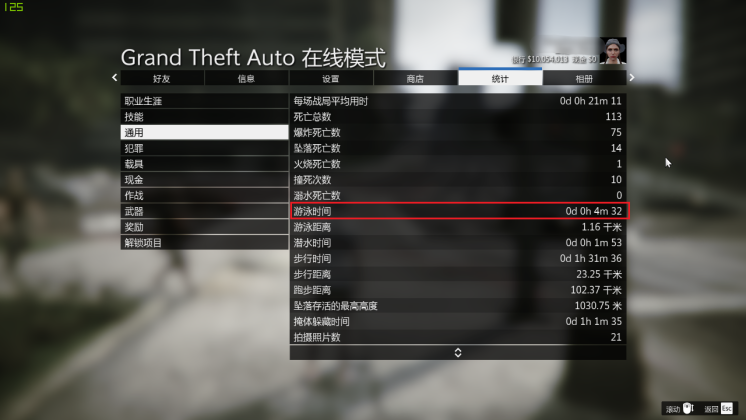 125
Grand Theft Auto 在线模式
银行 $10,054,013 现金 $0
好友 信息 设置 商店 统计 相册
职业生涯
技能
通用
犯罪
载具
现金
作战
武器
奖励
解锁项目
每场战局平均用时 0d 0h 21m 11
死亡总数 113
爆炸死亡数 75
坠落死亡数 14
火烧死亡数 1
撞死次数 10
溺水死亡数 0
游泳时间 0d 0h 4m 32
游泳距离 1.16 千米
潜水时间 0d 0h 1m 53
步行时间 0d 1h 31m 36
步行距离 23.25 千米
跑步距离 102.37 千米
坠落存活的最高高度 1030.75 米
掩体躲藏时间 0d 1h 1m 35
拍摄照片数 21
滚动 返回 Esc